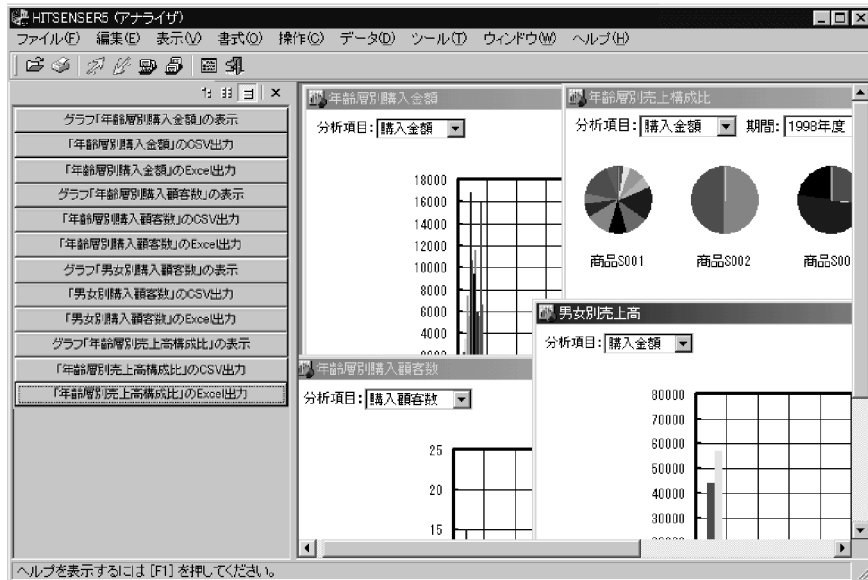 HITSENSER5 (アナライザ)
ファイル(F) 編集(E) 表示(V) 書式(O) 操作(C) データ(D) ツール(T) ウィンドウ(W) ヘルプ(H)
グラフ「年齢層別購入金額」の表示
「年齢層別購入金額」のCSV出力
「年齢層別購入金額」のExcel出力
グラフ「年齢層別購入顧客数」の表示
「年齢層別購入顧客数」のCSV出力
「年齢層別購入顧客数」のExcel出力
グラフ「男女別購入顧客数」の表示
「男女別購入顧客数」のCSV出力
「男女別購入顧客数」のExcel出力
グラフ「年齢層別売上高構成比」の表示
「年齢層別売上高構成比」のCSV出力
「年齢層別売上高構成比」のExcel出力
年齢層別購入金額
分析項目: 購入金額
18000
16000
14000
12000
10000
8000
6000
4000
年齢層別売上構成比
分析項目: 購入金額 期間: 1998年度
商品S001 商品S002 商品S00
年齢層別購入顧客数
分析項目: 購入顧客数
25
20
15
男女別売上高
分析項目: 購入金額
80000
70000
60000
50000
40000
30000
ヘルプを表示するには [F1] を押してください。